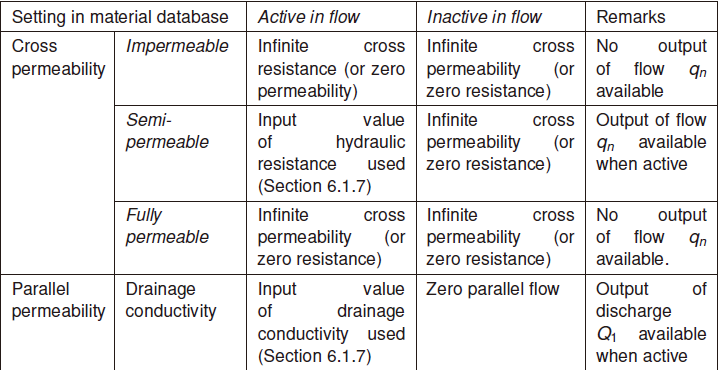 Setting in material database Active in flow Inactive in flow Remarks
Cross permeability
Impermeable
Infinite cross
resistance (or zero
permeability)
Infinite cross
permeability (or
zero resistance)
No output
of flow qn
available
Semi-
permeable
Input value
of hydraulic
resistance used
(Section 6.1.7)
Infinite cross
permeability (or
zero resistance)
Output of flow
qn available
when active
Fully
permeable
Infinite cross
permeability (or
zero resistance)
Infinite cross
permeability (or
zero resistance)
No output
of flow qn
available.
Parallel
permeability
Drainage
conductivity
Input value
of drainage
conductivity used
(Section 6.1.7)
Zero parallel flow
Output of
discharge
Q1 available
when active